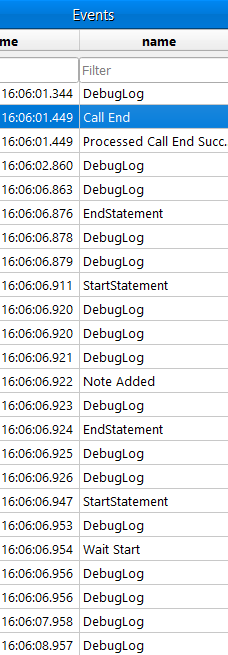 Events
me name
Filter
16:06:01.344 DebugLog
16:06:01.449 Call End
16:06:01.449 Processed Call End Succ.
16:06:02.860 DebugLog
16:06:06.863 DebugLog
16:06:06.876 EndStatement
16:06:06.878 DebugLog
16:06:06.879 DebugLog
16:06:06.911 StartStatement
16:06:06.920 DebugLog
16:06:06.920 DebugLog
16:06:06.921 DebugLog
16:06:06.922 Note Added
16:06:06.923 DebugLog
16:06:06.924 EndStatement
16:06:06.925 DebugLog
16:06:06.926 DebugLog
16:06:06.947 StartStatement
16:06:06.953 DebugLog
16:06:06.954 Wait Start
16:06:06.956 DebugLog
16:06:06.956 DebugLog
16:06:07.958 DebugLog
16:06:08.957 DebugLog